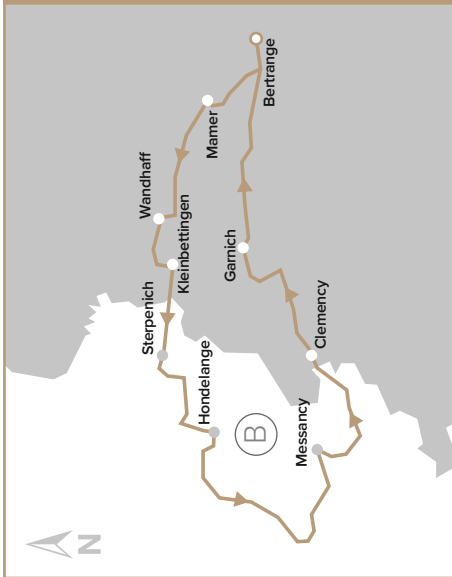 Bertrange
Mamer
Wandhaff
Kleinbettingen
Garnich
Sterpenich
Clemency
Hondelange
B
Messancy
N